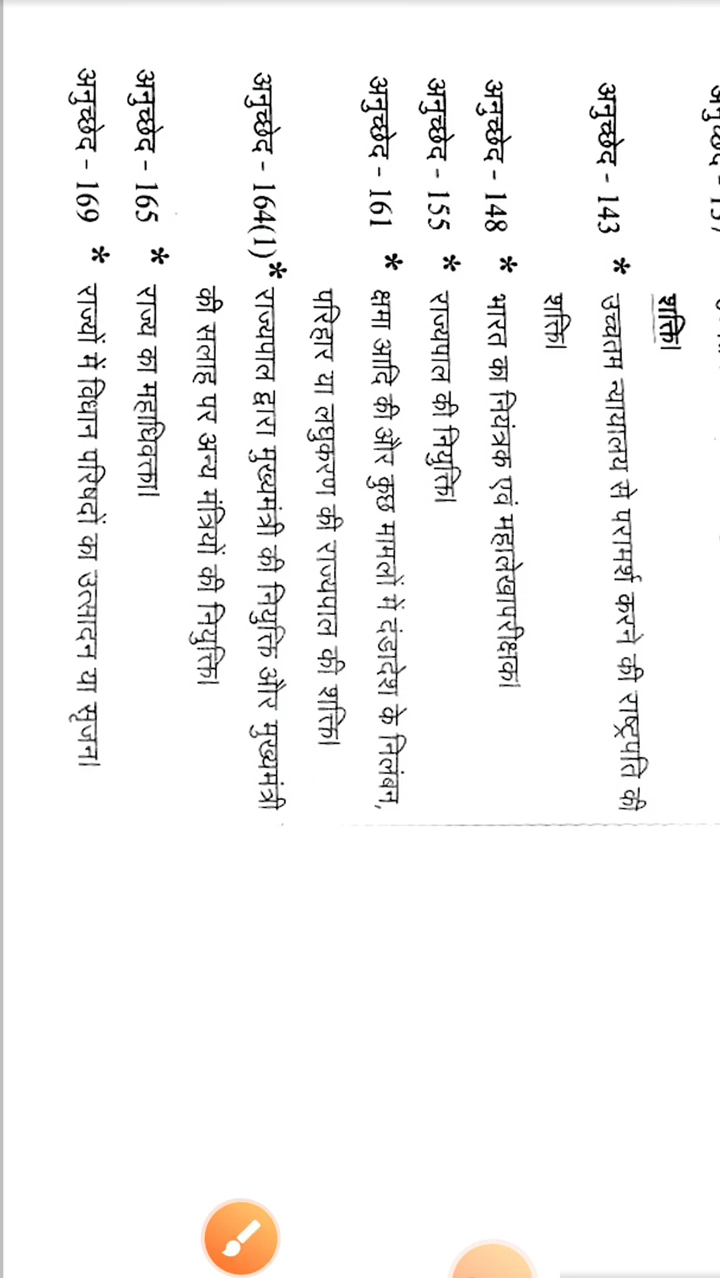 शक्ति।
अनुच्छेद - 143 * उच्चतम न्यायालय से परामर्श करने की राष्ट्रपति की
शक्ति।
अनुच्छेद - 148 * भारत का नियंत्रक एवं महालेखापरीक्षक।
अनुच्छेद - 155 * राज्यपाल की नियुक्ति।
अनुच्छेद - 161 * क्षमा आदि की और कुछ मामलों में दंडादेश के निलंबन,
परिहार या लघुकरण की राज्यपाल की शक्ति।
अनुच्छेद - 164(1)* राज्यपाल द्वारा मुख्यमंत्री की नियुक्ति और मुख्यमंत्री
की सलाह पर अन्य मंत्रियों की नियुक्ति।
अनुच्छेद - 165 * राज्य का महाधिवक्ता।
अनुच्छेद - 169 * राज्यों में विधान परिषदों का उत्सादन या सृजन।